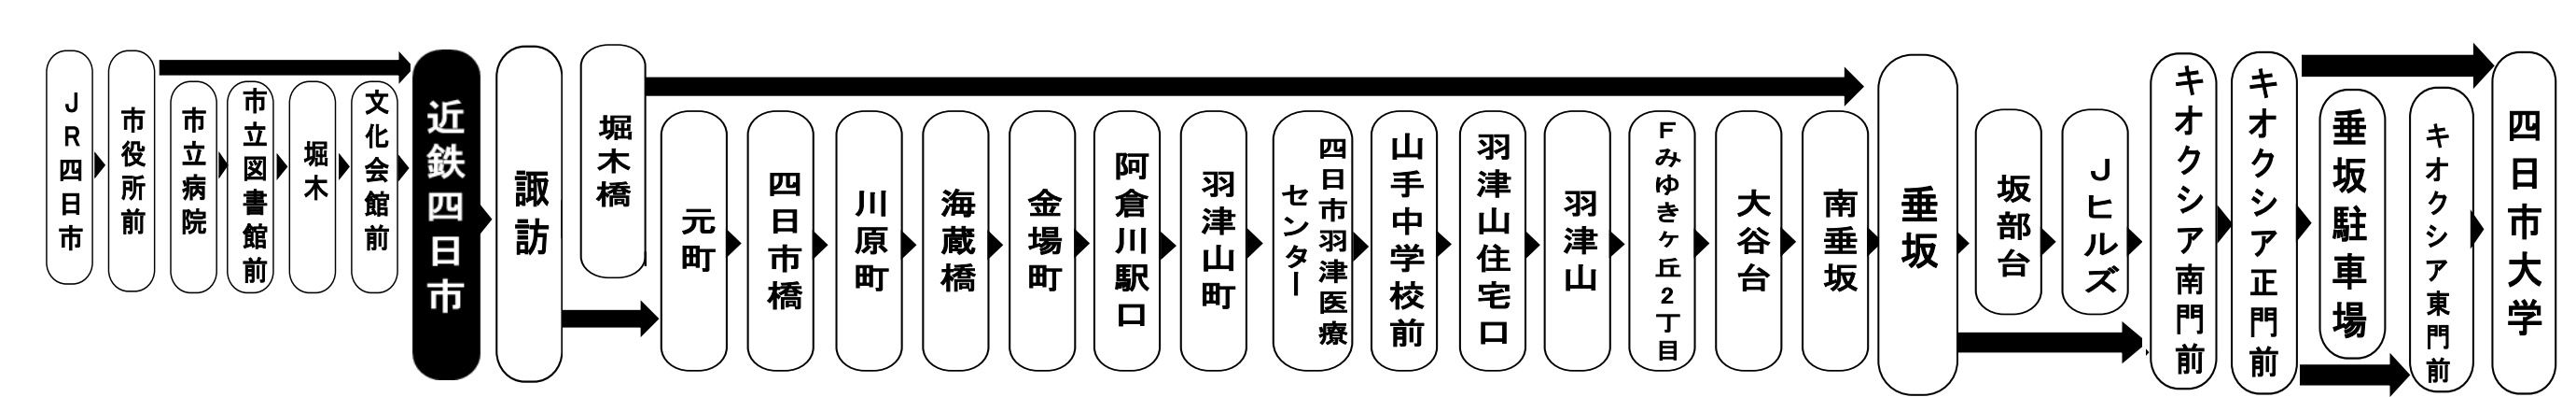 ＪＲ四日市
市役所前
市立病院
市立図書館前
堀木
文化会館前
近鉄四日市
諏訪
堀木橋
元町
四日市橋
川原町
海蔵橋
金場町
阿倉川駅口
羽津山町
四日市羽津医療
センター
山手中学校前
羽津山住宅口
羽津山
Ｆみゆきヶ丘２丁目
大谷台
南垂坂
垂坂
坂部台
Ｊヒルズ
キオクシア南門前
キオクシア正門前
垂坂駐車場
キオクシア東門前
四日市大学